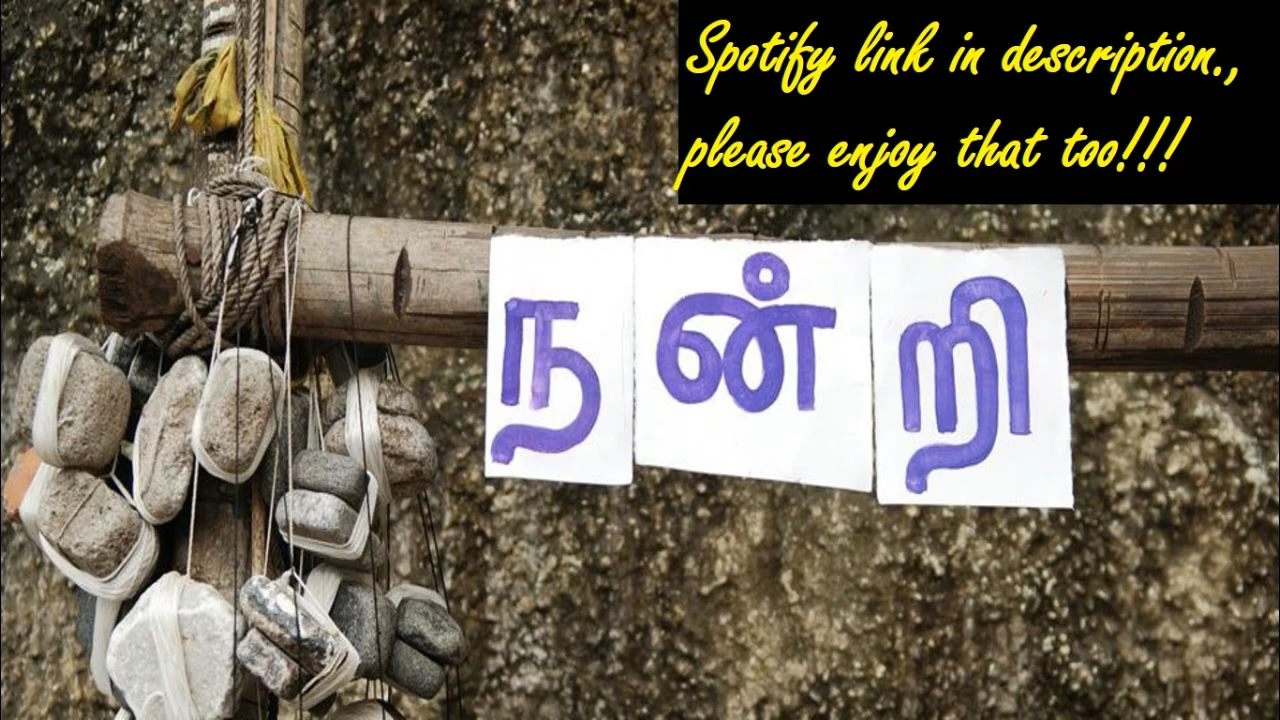 Spotify link in description.,
please enjoy that too!!!
நன்றி